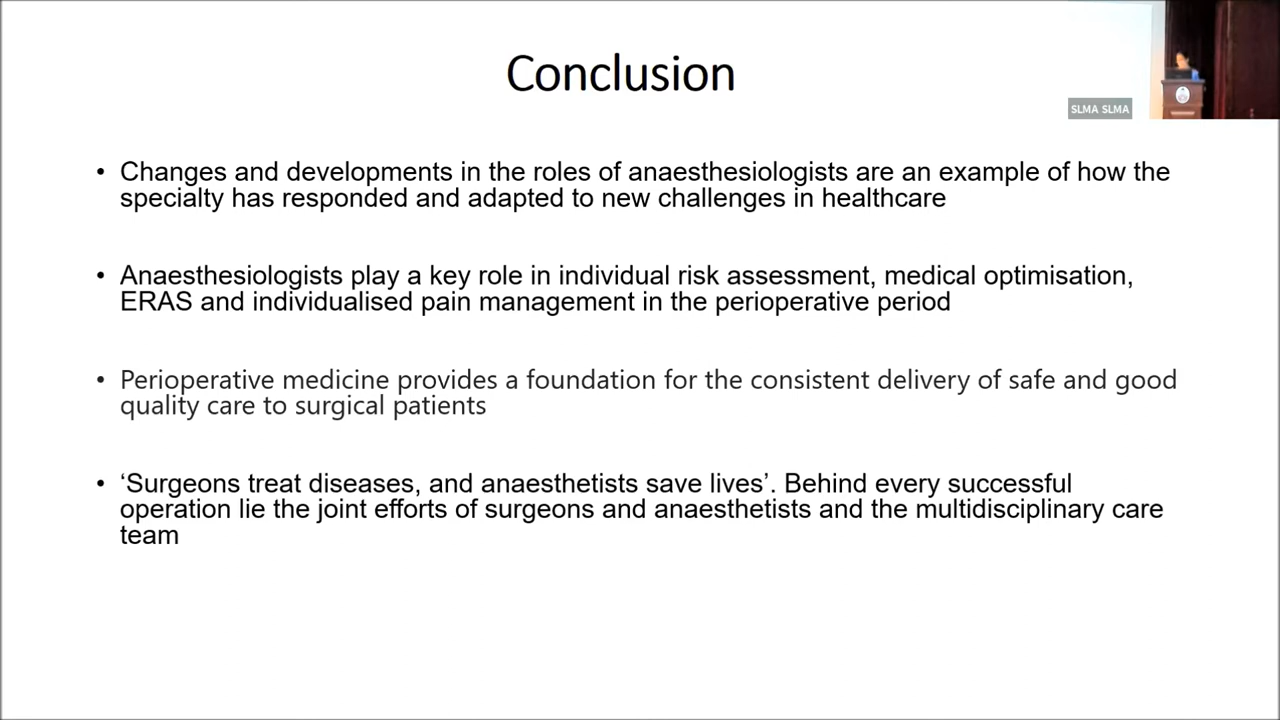 Conclusion
SLMA SLMA
• Changes and developments in the roles of anaesthesiologists are an example of how the
specialty has responded and adapted to new challenges in healthcare
• Anaesthesiologists play a key role in individual risk assessment, medical optimisation,
ERAS and individualised pain management in the perioperative period
• Perioperative medicine provides a foundation for the consistent delivery of safe and good
quality care to surgical patients
• ‘Surgeons treat diseases, and anaesthetists save lives’. Behind every successful
operation lie the joint efforts of surgeons and anaesthetists and the multidisciplinary care
team